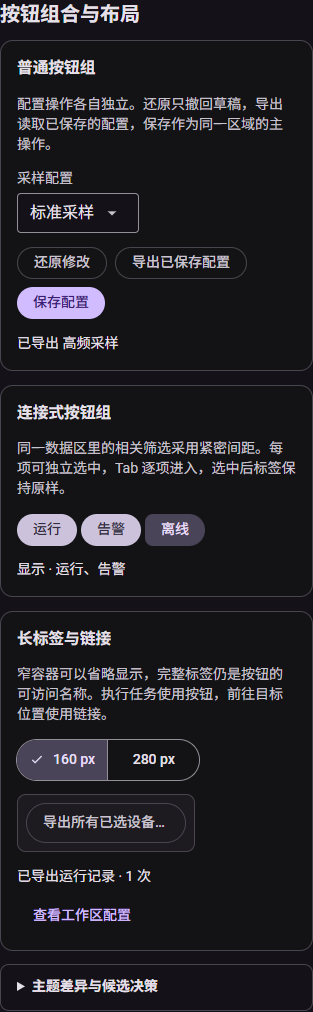 按钮组合与布局
普通按钮组
配置操作各自独立。还原只撤回草稿，导出
读取已保存的配置，保存作为同一区域的主
操作。
采样配置
标准采样
还原修改
导出已保存配置
保存配置
已导出 高频采样
连接式按钮组
同一数据区里的相关筛选采用紧密间距。每
项可独立选中，Tab 逐项进入，选中后标签保
持原样。
运行
告警
离线
显示 · 运行、告警
长标签与链接
窄容器可以省略显示，完整标签仍是按钮的
可访问名称。执行任务使用按钮，前往目标
位置使用链接。
160 px
280 px
导出所有已选设备...
已导出运行记录 · 1 次
查看工作区配置
主题差异与候选决策